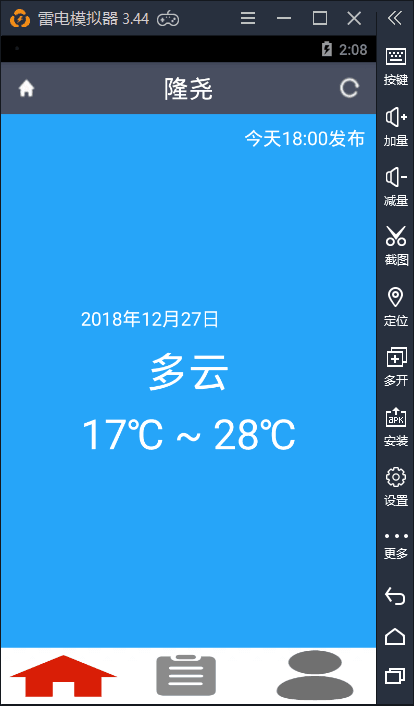 雷电模拟器 3.44
2:08
隆尧
今天18:00发布
2018年12月27日
多云
17℃ ~ 28℃
按键
加量
减量
截图
定位
多开
APK
安装
设置
更多